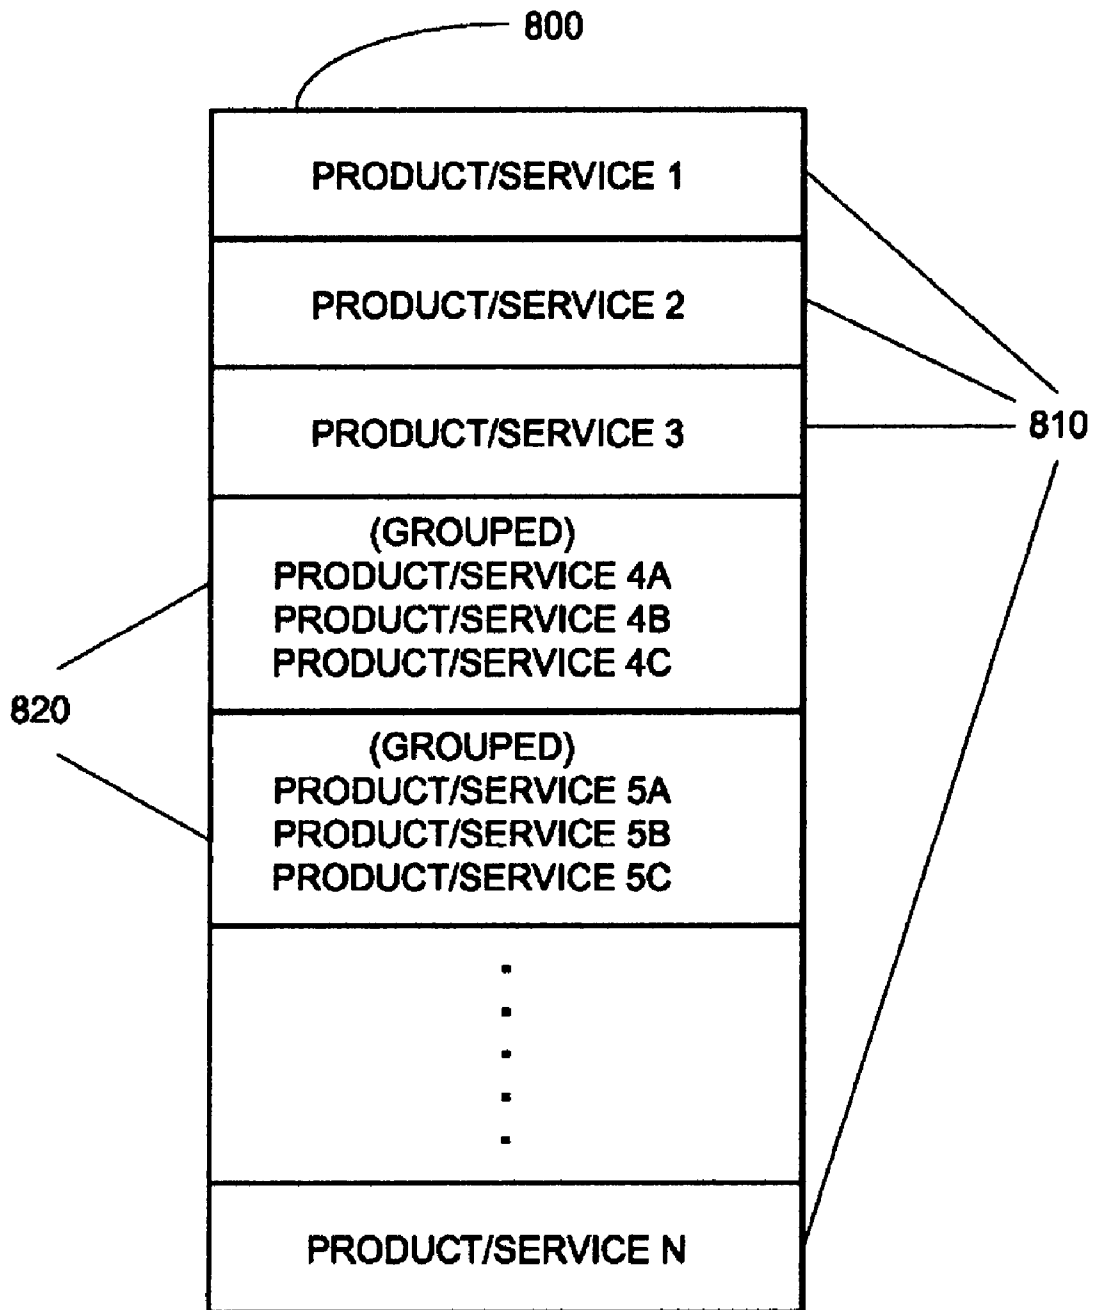 800
PRODUCT/SERVICE 1
PRODUCT/SERVICE 2
PRODUCT/SERVICE 3
810
(GROUPED)
PRODUCT/SERVICE 4A
PRODUCT/SERVICE 4B
PRODUCT/SERVICE 4C
820
(GROUPED)
PRODUCT/SERVICE 5A
PRODUCT/SERVICE 5B
PRODUCT/SERVICE 5C
PRODUCT/SERVICE N